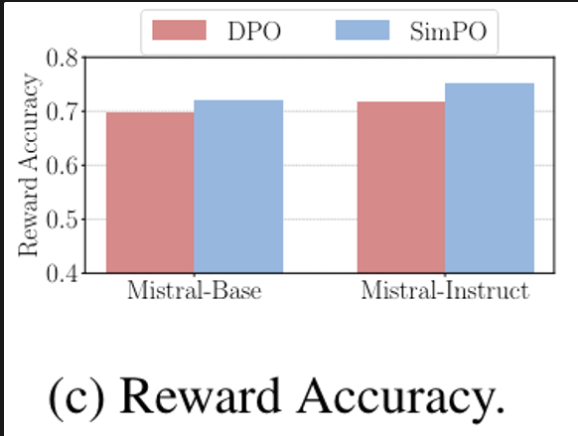 DPO SimPO
0.8
0.7
0.6
0.5
0.4
Reward Accuracy
Mistral-Base Mistral-Instruct
(c) Reward Accuracy.